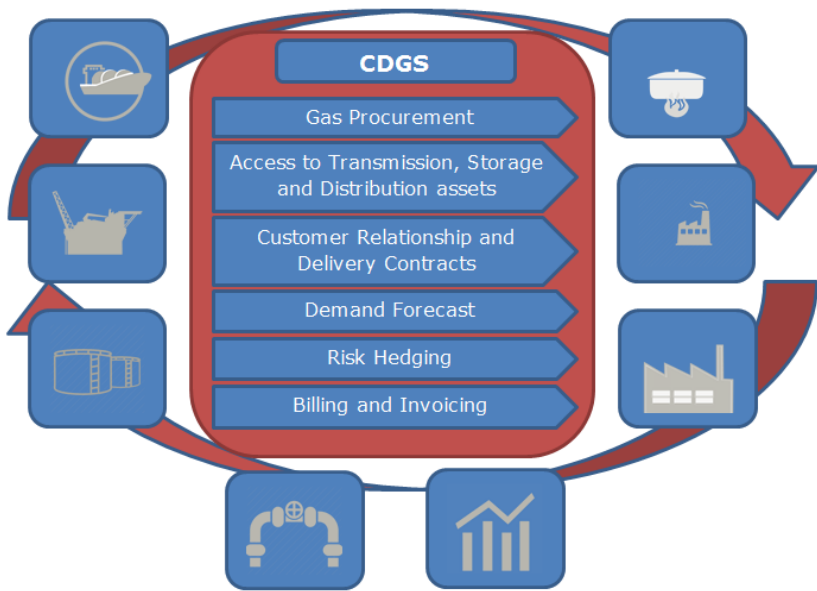 CDGS
Gas Procurement
Access to Transmission, Storage
and Distribution assets
Customer Relationship and
Delivery Contracts
Demand Forecast
Risk Hedging
Billing and Invoicing